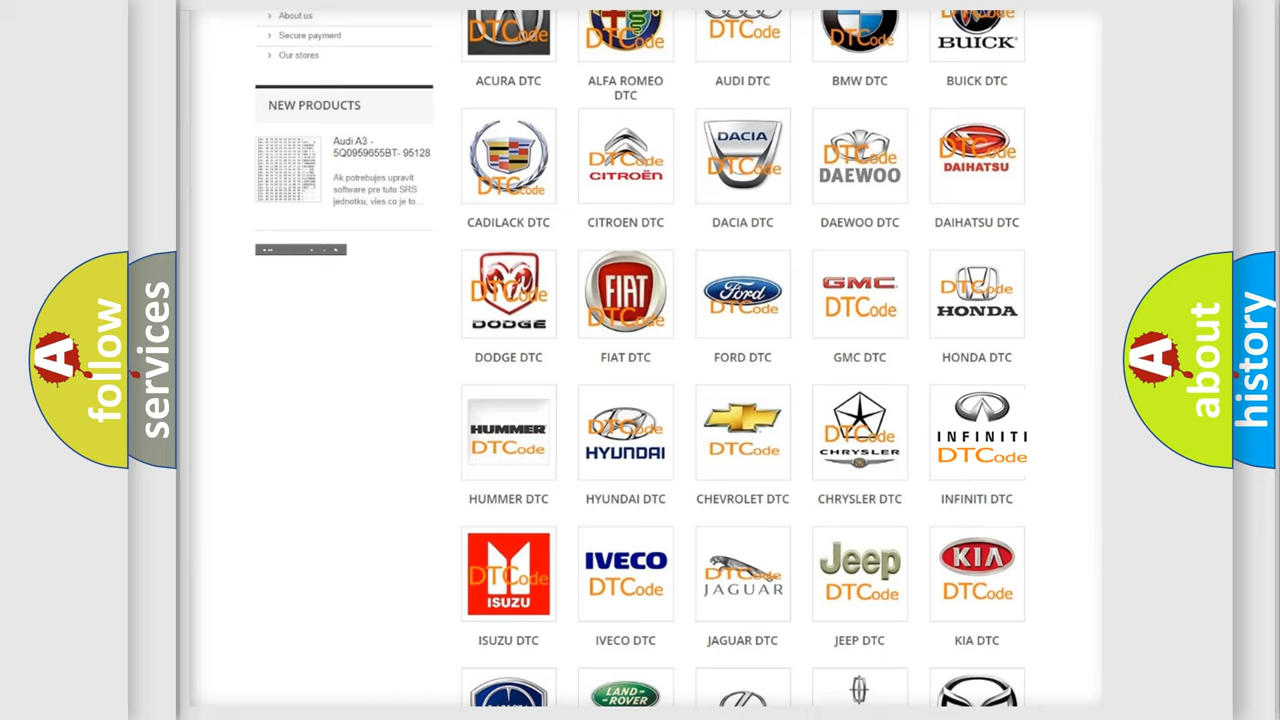 About us
Secure payment
Our stores
NEW PRODUCTS
Audi A3 -
5Q0959655BT- 95128
Ak potrebujes upravit
software pre tuto SRS
jednotku, vies co je to...
DTCode
DTCode
DTCode
DTCode
BUICK
ACURA DTC
ALFA ROMEO
DTC
AUDI DTC
BMW DTC
BUICK DTC
DTCode
DTCode
CITROËN
DACIA
DTCode
DTCode
DAEWOO
DTCode
DAIHATSU
CADILACK DTC
CITROEN DTC
DACIA DTC
DAEWOO DTC
DAIHATSU DTC
DTCode
DODGE
FIAT
DTCode
Ford
DTCode
GMC
DTCode
DTCode
HONDA
DODGE DTC
FIAT DTC
FORD DTC
GMC DTC
HONDA DTC
HUMMER
DTCode
DTCode
HYUNDAI
DTCode
DTCode
CHRYSLER
INFINITI
DTCode
HUMMER DTC
HYUNDAI DTC
CHEVROLET DTC
CHRYSLER DTC
INFINITI DTC
DTCode
ISUZU
IVECO
DTCode
DTCode
JAGUAR
Jeep
DTCode
KIA
DTCode
ISUZU DTC
IVECO DTC
JAGUAR DTC
JEEP DTC
KIA DTC
LAND-
ROVER
A
follow
services
A
about
history